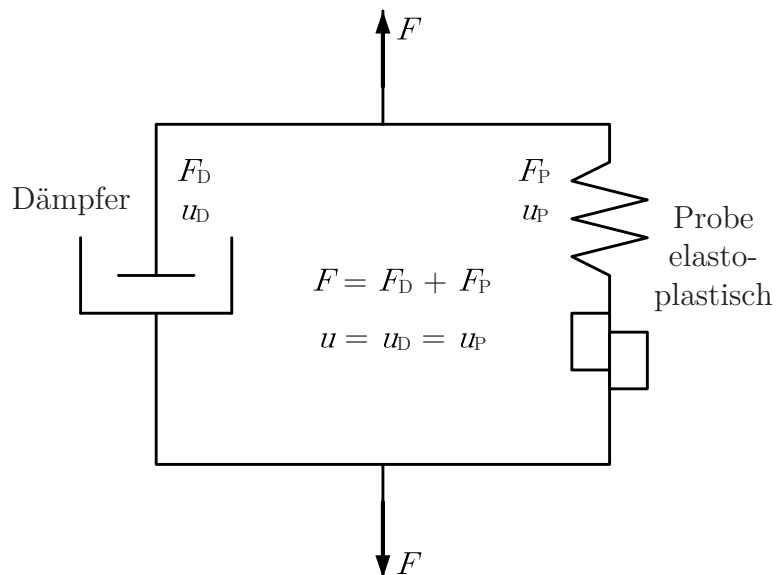 F
F_D
F_P
Dämpfer
u_D
u_P
Probe
elasto-
plastisch
F = F_D + F_P
u = u_D = u_P
F